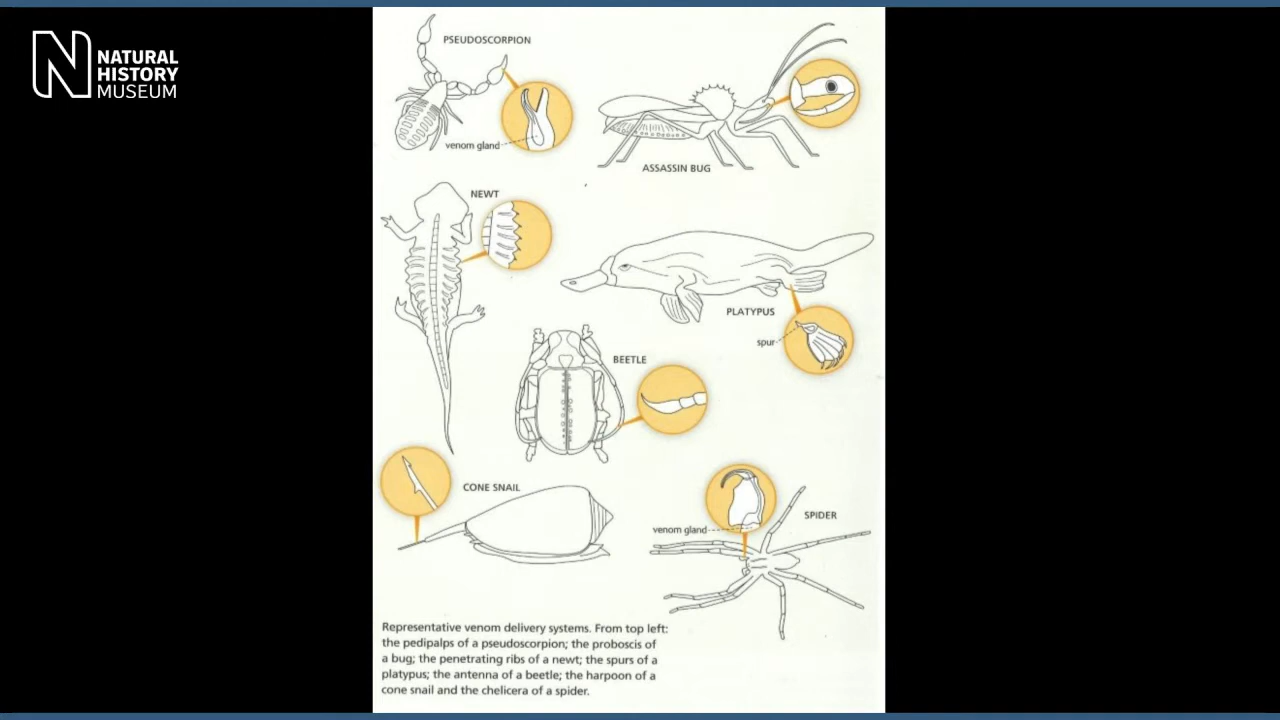 NATURAL
HISTORY
MUSEUM
PSEUDOSCORPION
venom gland
ASSASSIN BUG
NEWT
PLATYPUS
spur
BEETLE
CONE SNAIL
SPIDER
venom gland
Representative venom delivery systems. From top left:
the pedipalps of a pseudoscorpion; the proboscis of
a bug; the penetrating ribs of a newt; the spurs of a
platypus; the antenna of a beetle; the harpoon of a
cone snail and the chelicera of a spider.